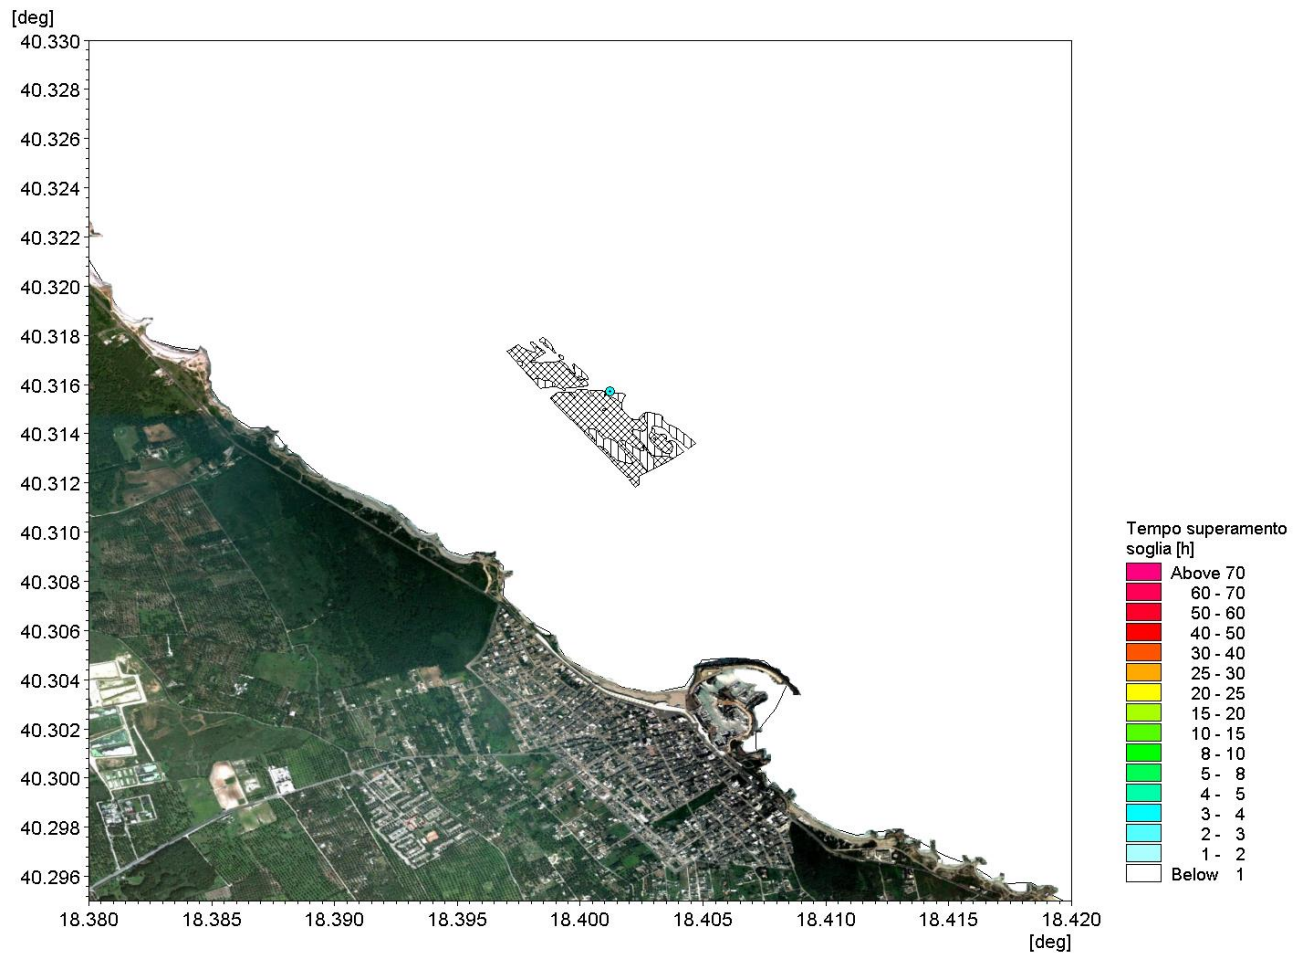 [deg]
40.330
40.328
40.326
40.324
40.322
40.320
40.318
40.316
40.314
40.312
40.310
40.308
40.306
40.304
40.302
40.300
40.298
40.296
18.380 18.385 18.390 18.395 18.400 18.405 18.410 18.415 18.420
[deg]
Tempo superamento
soglia [h]
Above 70
60 - 70
50 - 60
40 - 50
30 - 40
25 - 30
20 - 25
15 - 20
10 - 15
8 - 10
5 - 8
4 - 5
3 - 4
2 - 3
1 - 2
Below 1